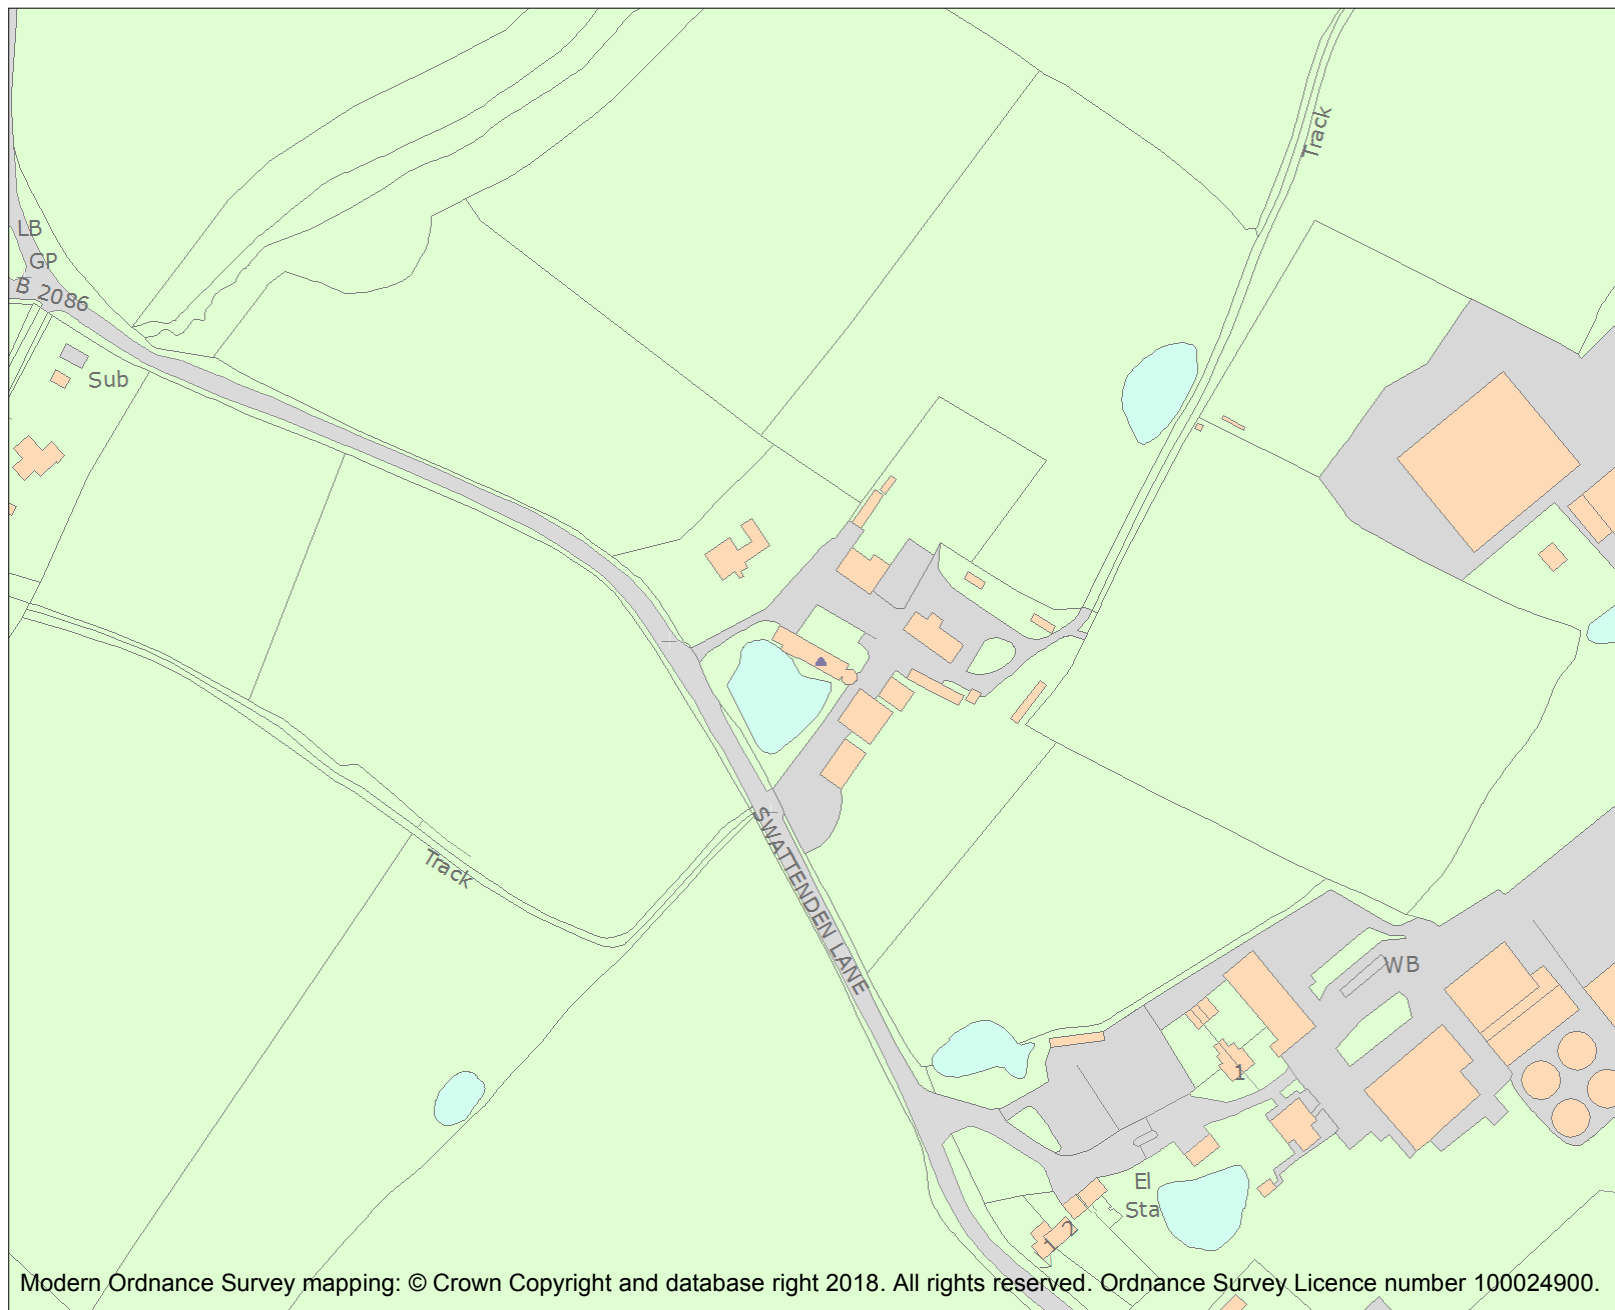 Track
LB
GP
B 2086
Sub
Track
SWATTENDEN LANE
WB
1
El
Sta
2
1
Modern Ordnance Survey mapping: © Crown Copyright and database right 2018. All rights reserved. Ordnance Survey Licence number 100024900.